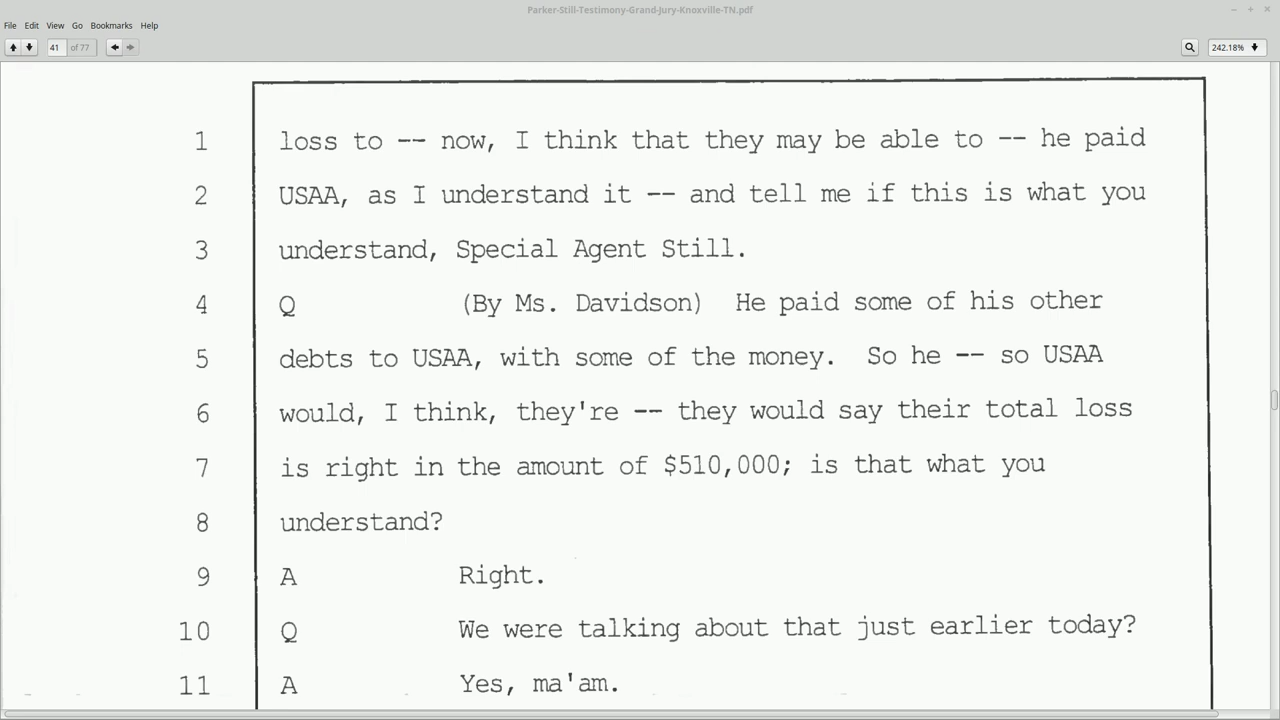 Parker-Still-Testimony-Grand-Jury-Knoxville-TN.pdf
File Edit View Go Bookmarks Help
41 of 77 242.18%
1 loss to -- now, I think that they may be able to -- he paid
2 USAA, as I understand it -- and tell me if this is what you
3 understand, Special Agent Still.
4 Q (By Ms. Davidson) He paid some of his other
5 debts to USAA, with some of the money. So he -- so USAA
6 would, I think, they're -- they would say their total loss
7 is right in the amount of $510,000; is that what you
8 understand?
9 A Right.
10 Q We were talking about that just earlier today?
11 A Yes, ma'am.